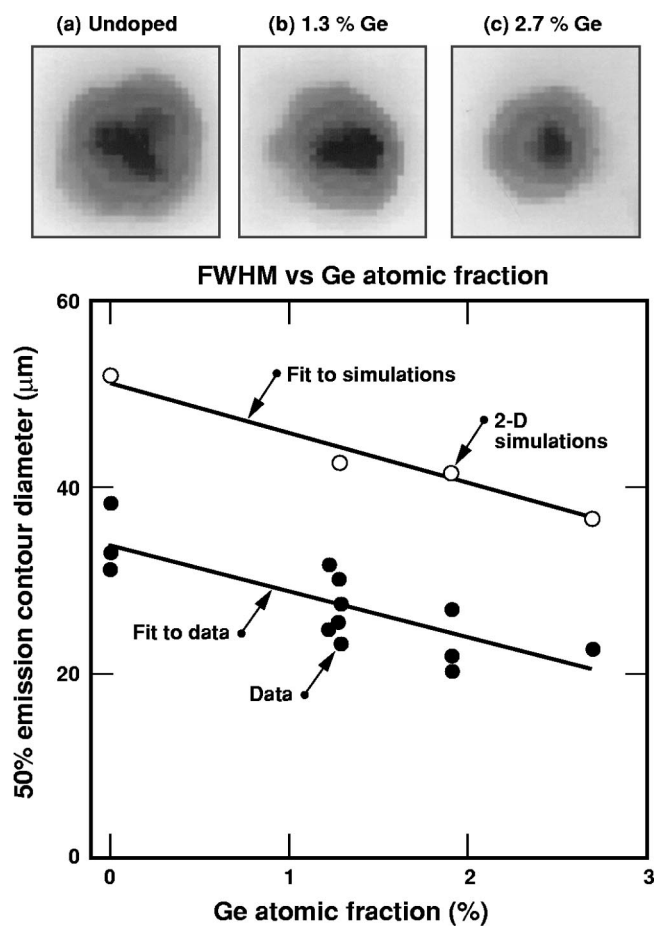 (a) Undoped (b) 1.3 % Ge (c) 2.7 % Ge
FWHM vs Ge atomic fraction
60
Fit to simulations
2-D
simulations
40
50% emission contour diameter (μm)
Fit to data
Data
20
0
0 1 2 3
Ge atomic fraction (%)